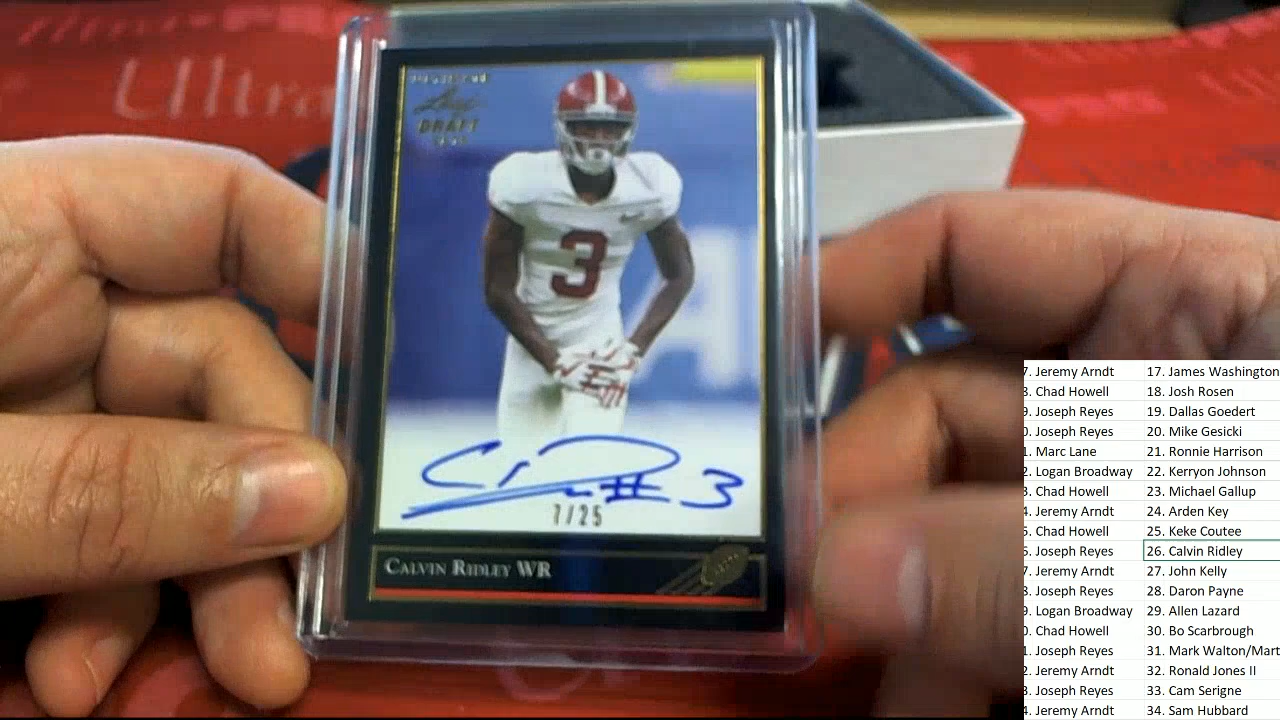 Ultra
Leaf
DRAFT
3
C R #3
7/25
CALVIN RIDLEY WR
7. Jeremy Arndt 17. James Washington
3. Chad Howell 18. Josh Rosen
9. Joseph Reyes 19. Dallas Goedert
0. Joseph Reyes 20. Mike Gesicki
1. Marc Lane 21. Ronnie Harrison
2. Logan Broadway 22. Kerryon Johnson
3. Chad Howell 23. Michael Gallup
4. Jeremy Arndt 24. Arden Key
5. Chad Howell 25. Keke Coutee
5. Joseph Reyes 26. Calvin Ridley
7. Jeremy Arndt 27. John Kelly
3. Joseph Reyes 28. Daron Payne
9. Logan Broadway 29. Allen Lazard
0. Chad Howell 30. Bo Scarbrough
1. Joseph Reyes 31. Mark Walton/Mart
2. Jeremy Arndt 32. Ronald Jones II
3. Joseph Reyes 33. Cam Serigne
4. Jeremy Arndt 34. Sam Hubbard